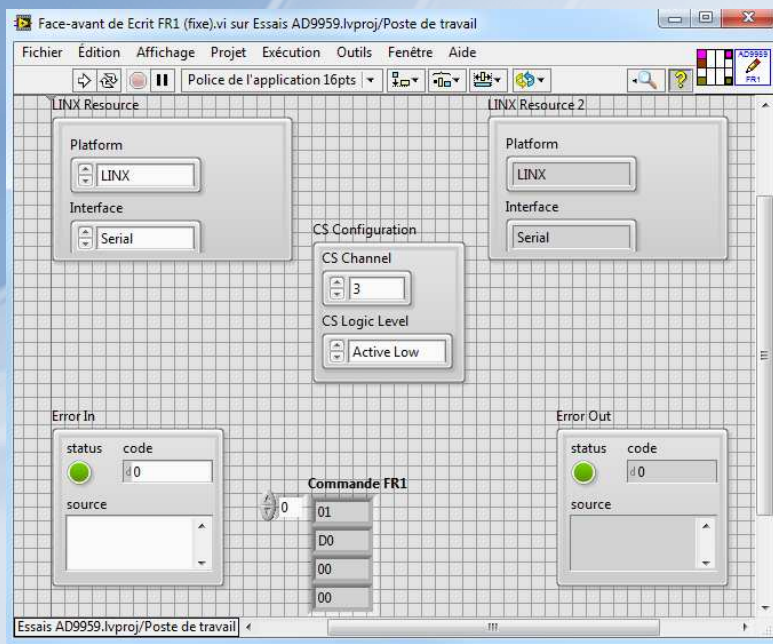 Face-avant de Ecrit FR1 (fixe).vi sur Essais AD9959.lvproj/Poste de travail
Fichier Édition Affichage Projet Exécution Outils Fenêtre Aide
Police de l'application 16pts
AD9959
FR1
LINX Resource
Platform
LINX
Interface
Serial
LINX Resource 2
Platform
LINX
Interface
Serial
CS Configuration
CS Channel
3
CS Logic Level
Active Low
Error In
status code
d 0
source
Error Out
status code
d 0
source
Commande FR1
0
01
D0
00
00
Essais AD9959.lvproj/Poste de travail